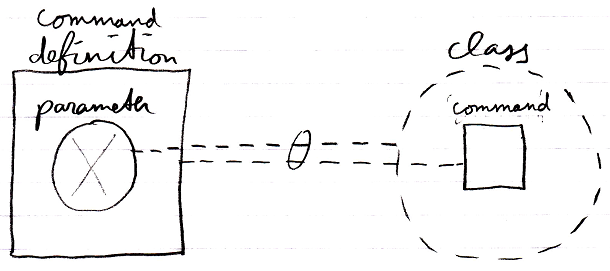 command
definition
parameter
class
command